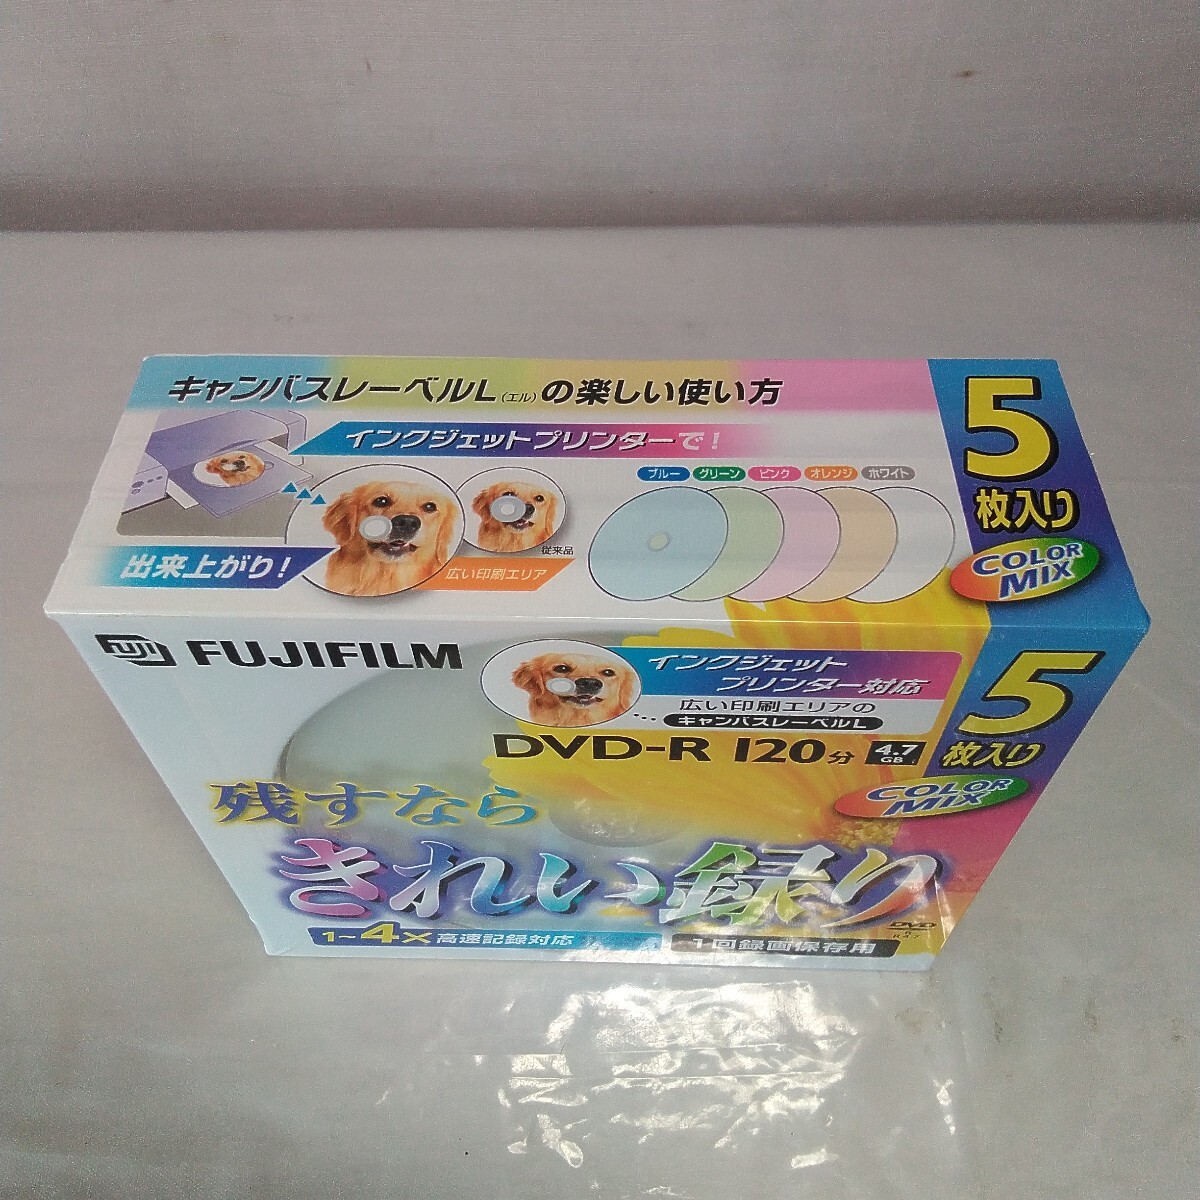 キャンバスレーベルL(エル)の楽しい使い方
インクジェットプリンターで!
出来上がり!
従来品
広い印刷エリア
ブルー グリーン ピンク オレンジ ホワイト
5
枚入り
COLOR
MIX
FUJI FUJIFILM
インクジェット
プリンター対応
広い印刷エリアの
キャンバスレーベルL
DVD-R 120分 4.7
GB
5
枚入り
COLOR
MIX
残すなら
きれい録り
1~4X高速記録対応
1回録画保存用
DVD
R
R4.7